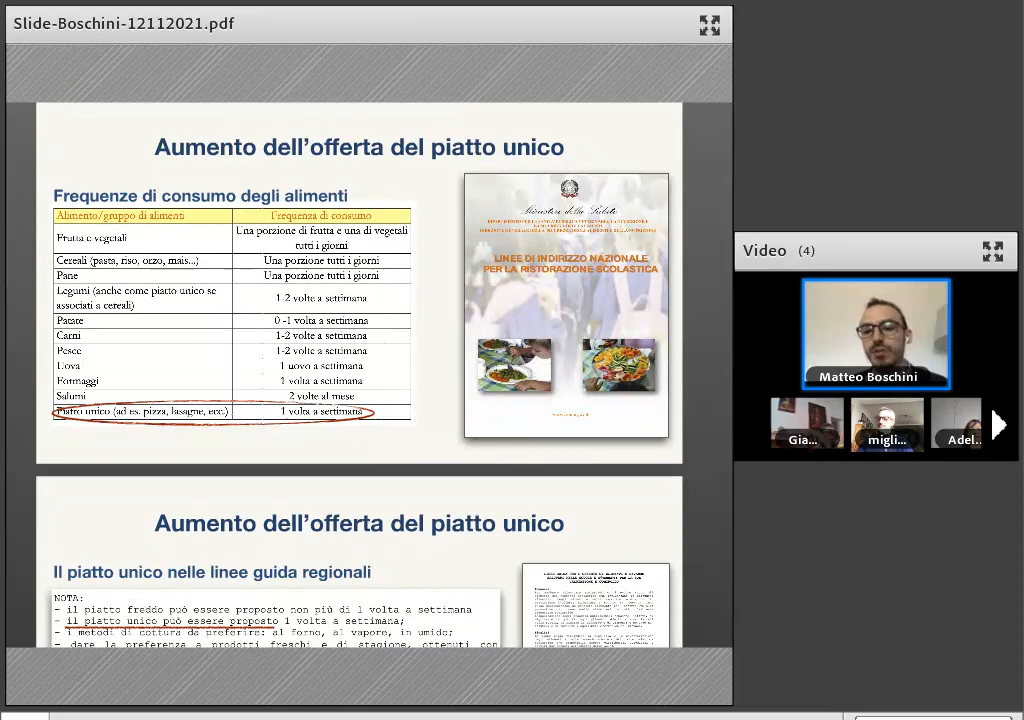 Slide-Boschini-12112021.pdf
Aumento dell'offerta del piatto unico
Frequenze di consumo degli alimenti
Alimento/gruppo di alimenti Frequenza di consumo
Frutta e vegetali Una porzione di frutta e una di vegetali
tutti i giorni
Cereali (pasta, riso, orzo, mais...) Una porzione tutti i giorni
Pane Una porzione tutti i giorni
Legumi (anche come piatto unico se
associati a cereali) 1-2 volte a settimana
Patate 0 -1 volta a settimana
Carni 1-2 volte a settimana
Pesce 1-2 volte a settimana
Uova 1 uovo a settimana
Formaggi 1 volta a settimana
Salumi 2 volte al mese
Piatto unico (ad es. pizza, lasagne, ecc.) 1 volta a settimana
Ministero della Salute
LINEE DI INDIRIZZO NAZIONALE
PER LA RISTORAZIONE SCOLASTICA
Aumento dell'offerta del piatto unico
Il piatto unico nelle linee guida regionali
NOTA:
- il piatto freddo può essere proposto non più di 1 volta a settimana
- il piatto unico può essere proposto 1 volta a settimana;
- i metodi di cottura da preferire: al forno, al vapore, in umido;
- dare la preferenza a prodotti freschi e di stagione, ottenuti con
Video (4)
Matteo Boschini
Gia...
migli...
Adel..